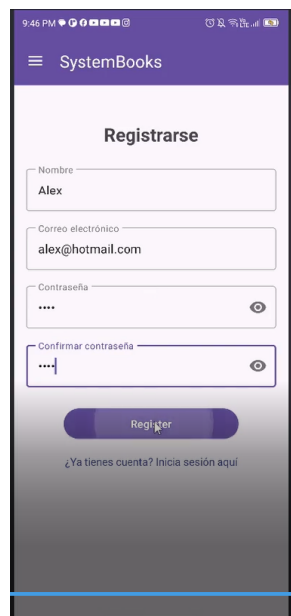 9:46 PM
SystemBooks
Registrarse
Nombre
Alex
Correo electrónico
alex@hotmail.com
Contraseña
••••
Confirmar contraseña
••••
Register
¿Ya tienes cuenta? Inicia sesión aquí